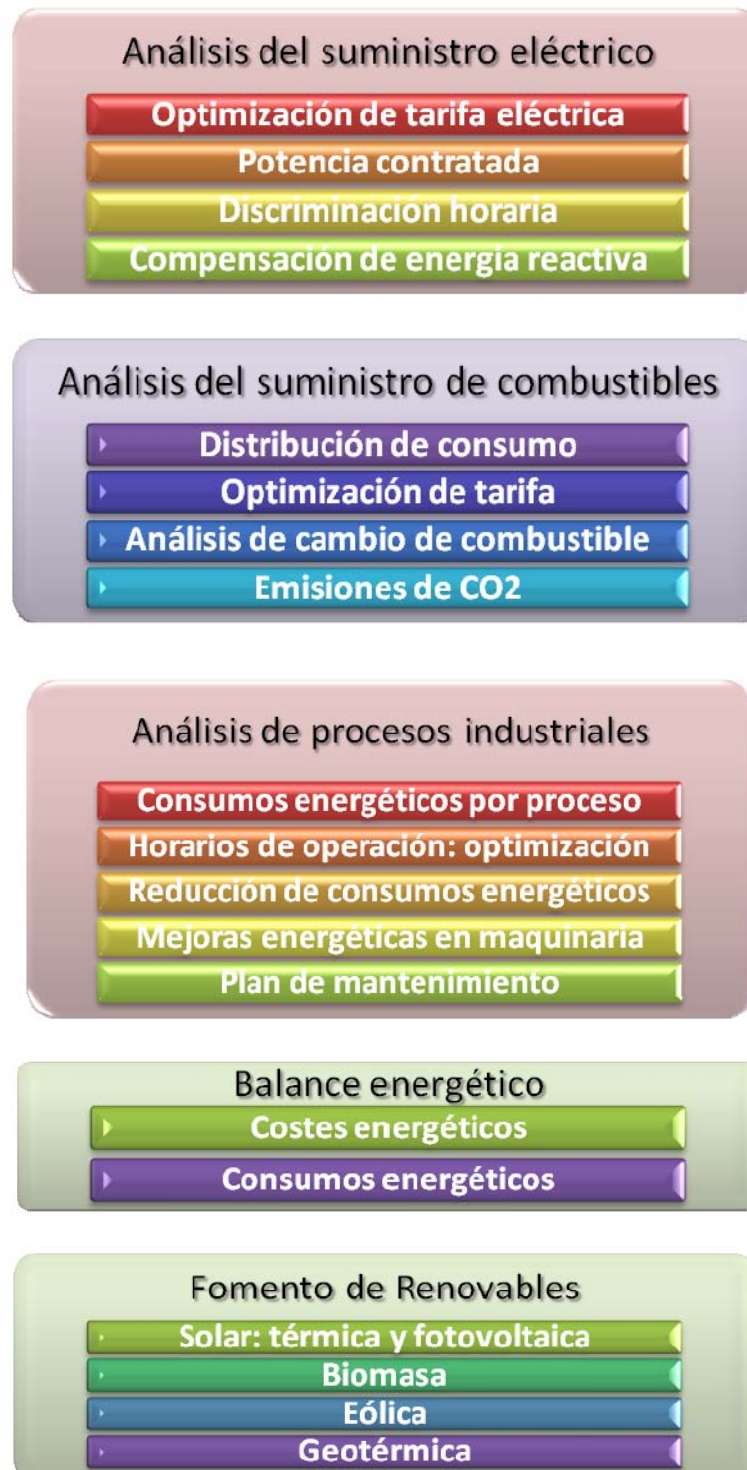 Análisis del suministro eléctrico
Optimización de tarifa eléctrica
Potencia contratada
Discriminación horaria
Compensación de energía reactiva
Análisis del suministro de combustibles
Distribución de consumo
Optimización de tarifa
Análisis de cambio de combustible
Emisiones de CO2
Análisis de procesos industriales
Consumos energéticos por proceso
Horarios de operación: optimización
Reducción de consumos energéticos
Mejoras energéticas en maquinaria
Plan de mantenimiento
Balance energético
Costes energéticos
Consumos energéticos
Fomento de Renovables
Solar: térmica y fotovoltaica
Biomasa
Eólica
Geotérmica